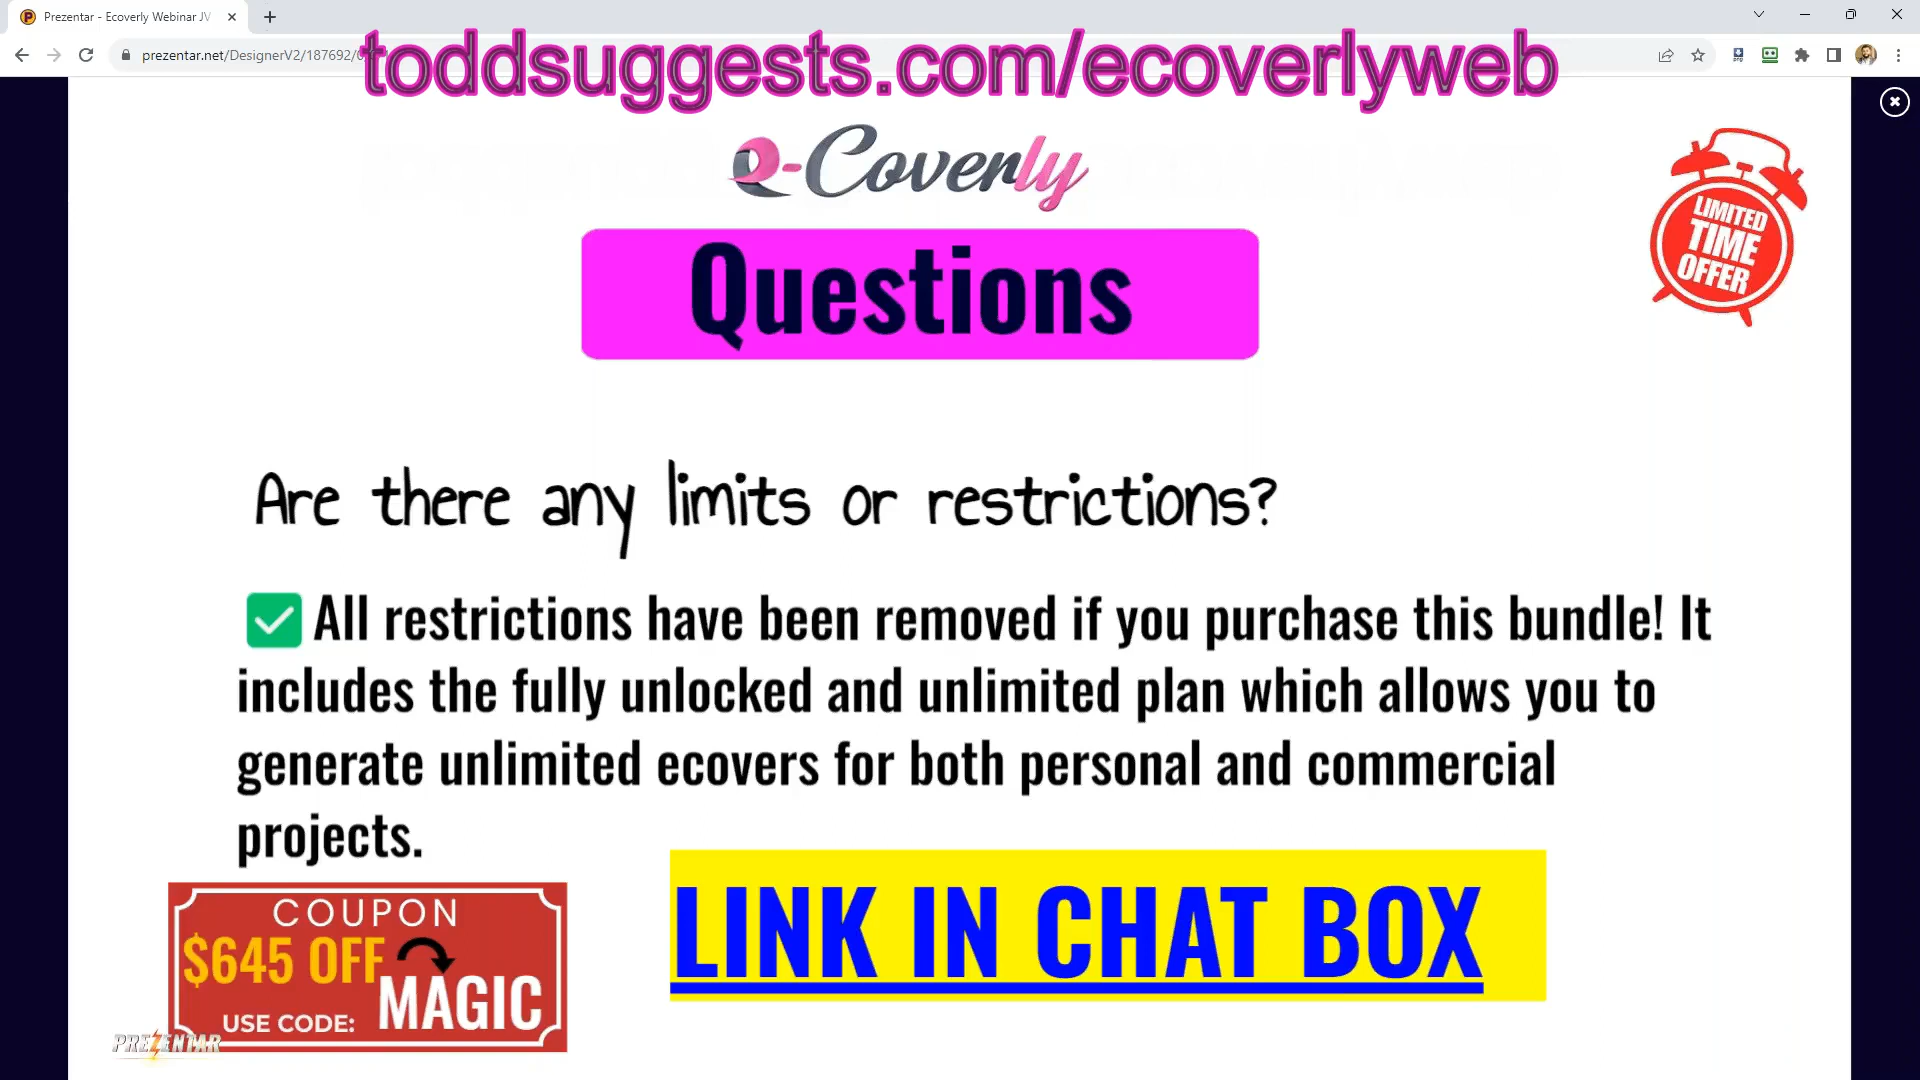 Prezentar - Ecoverly Webinar JV
prezentar.net/DesignerV2/187692/
toddsuggests.com/ecoverlyweb
e-Coverly
LIMITED
TIME
OFFER
Questions
Are there any limits or restrictions?
✅ All restrictions have been removed if you purchase this bundle! It
includes the fully unlocked and unlimited plan which allows you to
generate unlimited ecovers for both personal and commercial
projects.
COUPON
$645 OFF
MAGIC
USE CODE:
LINK IN CHAT BOX
PREZENTAR